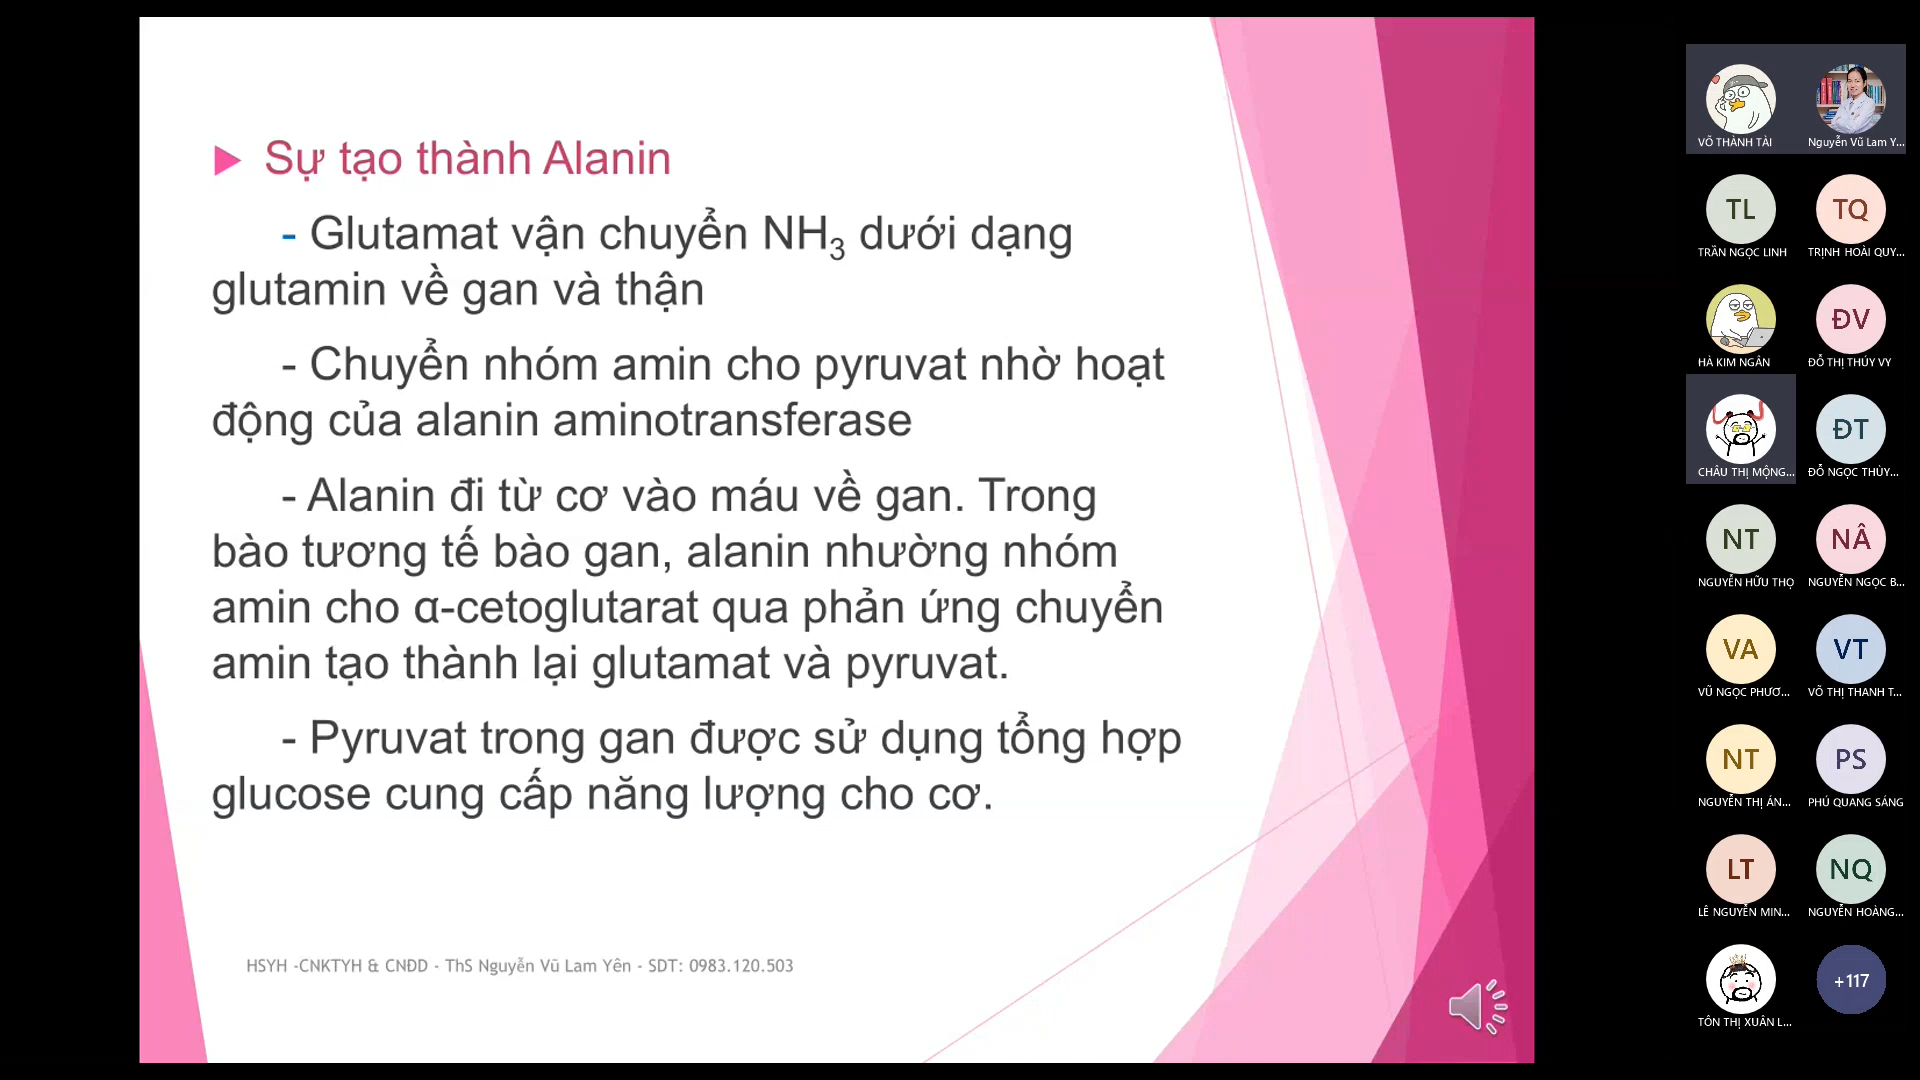 Sự tạo thành Alanin
- Glutamat vận chuyển NH₃ dưới dạng
glutamin về gan và thận
- Chuyển nhóm amin cho pyruvat nhờ hoạt
động của alanin aminotransferase
- Alanin đi từ cơ vào máu về gan. Trong
bào tương tế bào gan, alanin nhường nhóm
amin cho α-cetoglutarat qua phản ứng chuyển
amin tạo thành lại glutamat và pyruvat.
- Pyruvat trong gan được sử dụng tổng hợp
glucose cung cấp năng lượng cho cơ.
HSYH -CNKTYH & CNĐD - ThS Nguyễn Vũ Lam Yên - SDT: 0983.120.503
VÕ THÀNH TÀI
Nguyễn Vũ Lam Y...
TL
TQ
TRẦN NGỌC LINH
TRỊNH HOÀI QUY...
ĐV
HÀ KIM NGÂN
ĐỖ THỊ THÚY VY
ĐT
CHÂU THỊ MỘNG...
ĐỖ NGỌC THÙY...
NT
NÂ
NGUYỄN HỮU THỌ
NGUYỄN NGỌC B...
VA
VT
VŨ NGỌC PHƯƠ...
VÕ THỊ THANH T...
NT
PS
NGUYỄN THỊ ÁN...
PHÚ QUANG SÁNG
LT
NQ
LÊ NGUYỄN MIN...
NGUYỄN HOÀNG...
+117
TÔN THỊ XUÂN L...